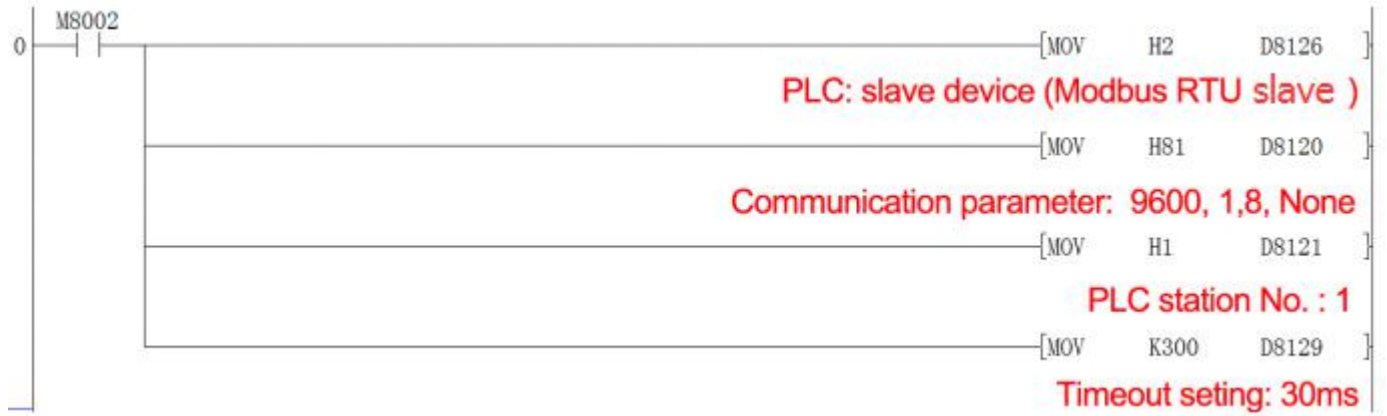 M8002
0 [MOV H2 D8126 ]
PLC: slave device (Modbus RTU slave )
[MOV H81 D8120 ]
Communication parameter: 9600, 1,8, None
[MOV H1 D8121 ]
PLC station No. : 1
[MOV K300 D8129 ]
Timeout seting: 30ms